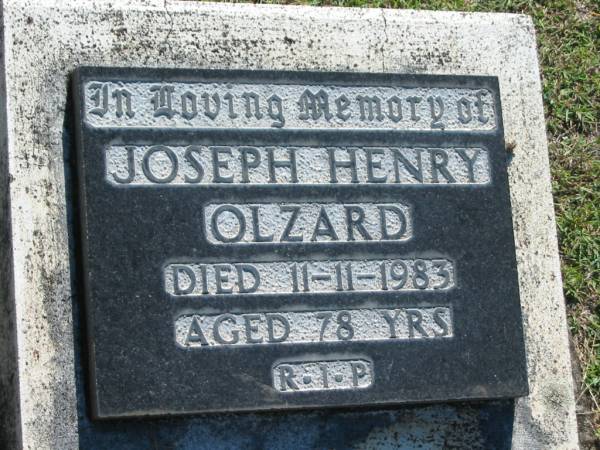 In Loving Memory of
JOSEPH HENRY
OLZARD
DIED 11-11-1983
AGED 78 YRS
R·I·P